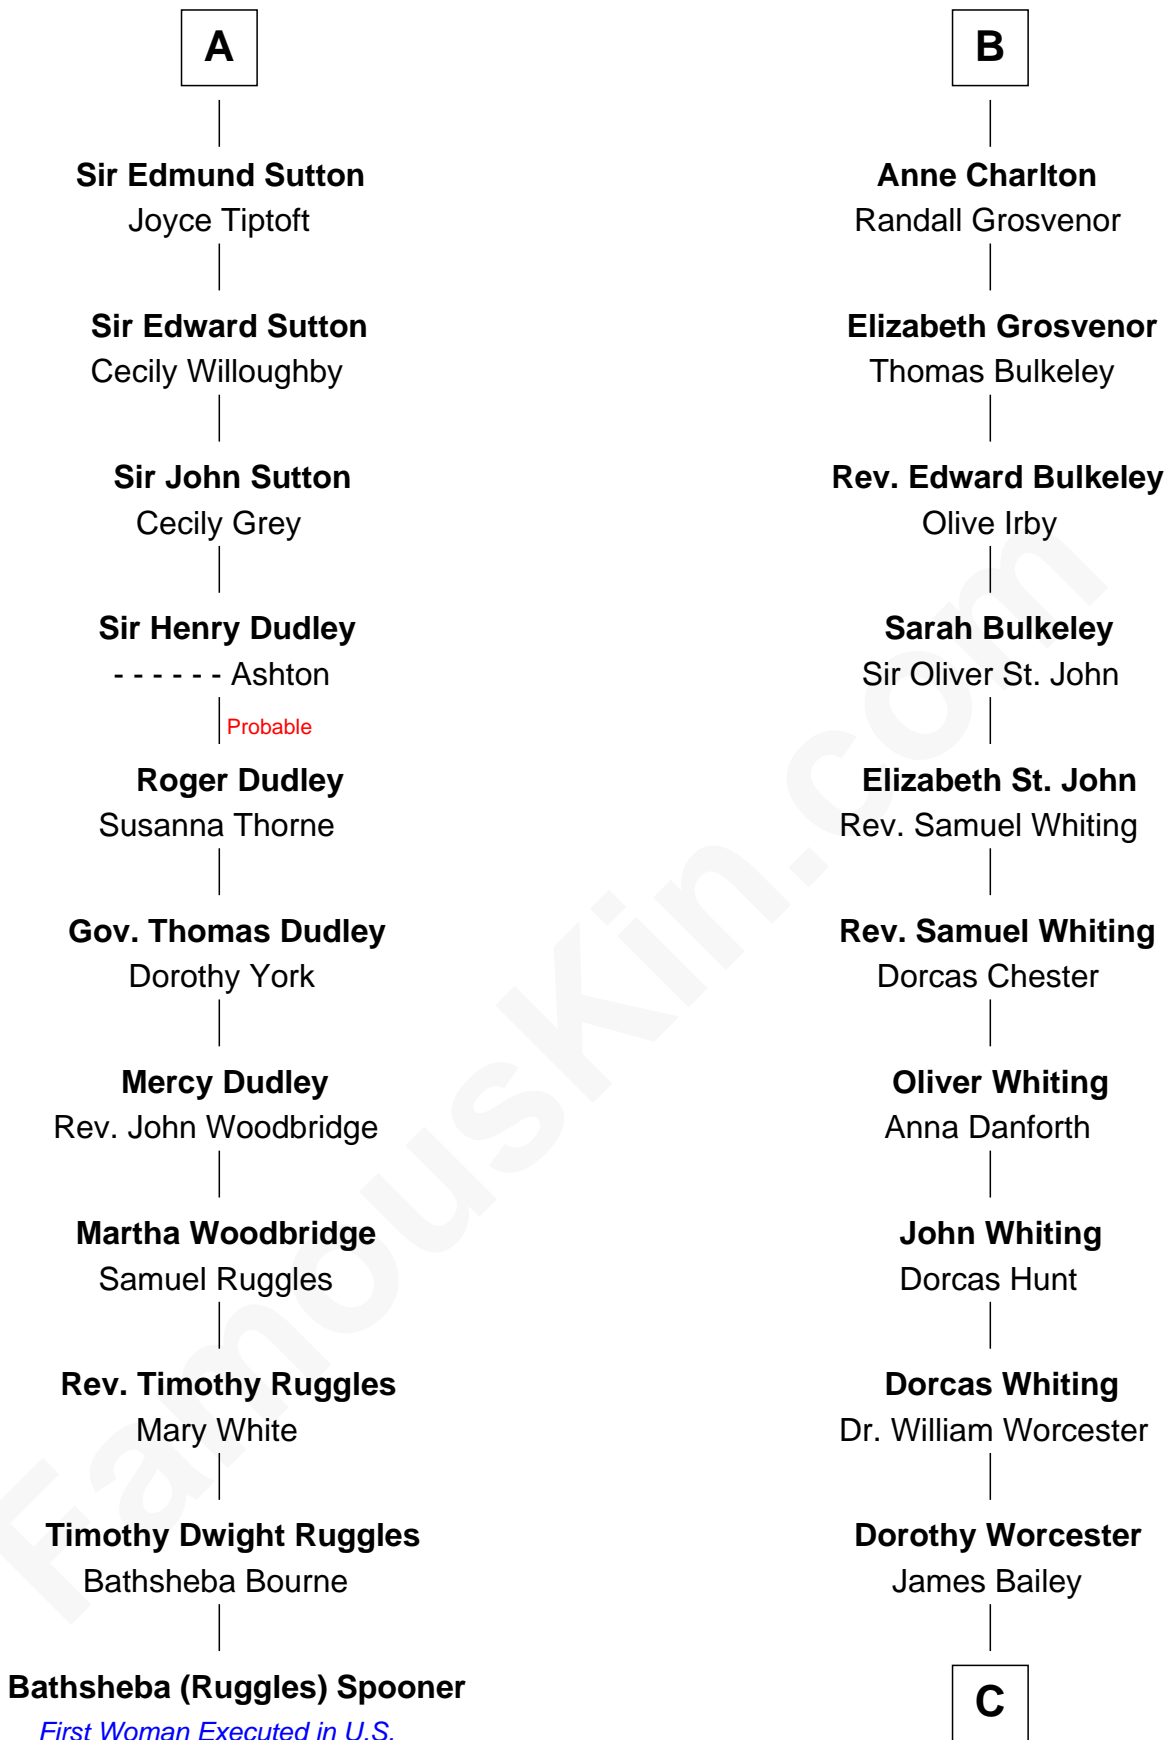 A
Sir Edmund Sutton
Joyce Tiptoft
Sir Edward Sutton
Cecily Willoughby
Sir John Sutton
Cecily Grey
Sir Henry Dudley
- - - - - - Ashton
Probable
Roger Dudley
Susanna Thorne
Gov. Thomas Dudley
Dorothy York
Mercy Dudley
Rev. John Woodbridge
Martha Woodbridge
Samuel Ruggles
Rev. Timothy Ruggles
Mary White
Timothy Dwight Ruggles
Bathsheba Bourne
Bathsheba (Ruggles) Spooner
First Woman Executed in U.S.
B
Anne Charlton
Randall Grosvenor
Elizabeth Grosvenor
Thomas Bulkeley
Rev. Edward Bulkeley
Olive Irby
Sarah Bulkeley
Sir Oliver St. John
Elizabeth St. John
Rev. Samuel Whiting
Rev. Samuel Whiting
Dorcas Chester
Oliver Whiting
Anna Danforth
John Whiting
Dorcas Hunt
Dorcas Whiting
Dr. William Worcester
Dorothy Worcester
James Bailey
C
FamousKin.com